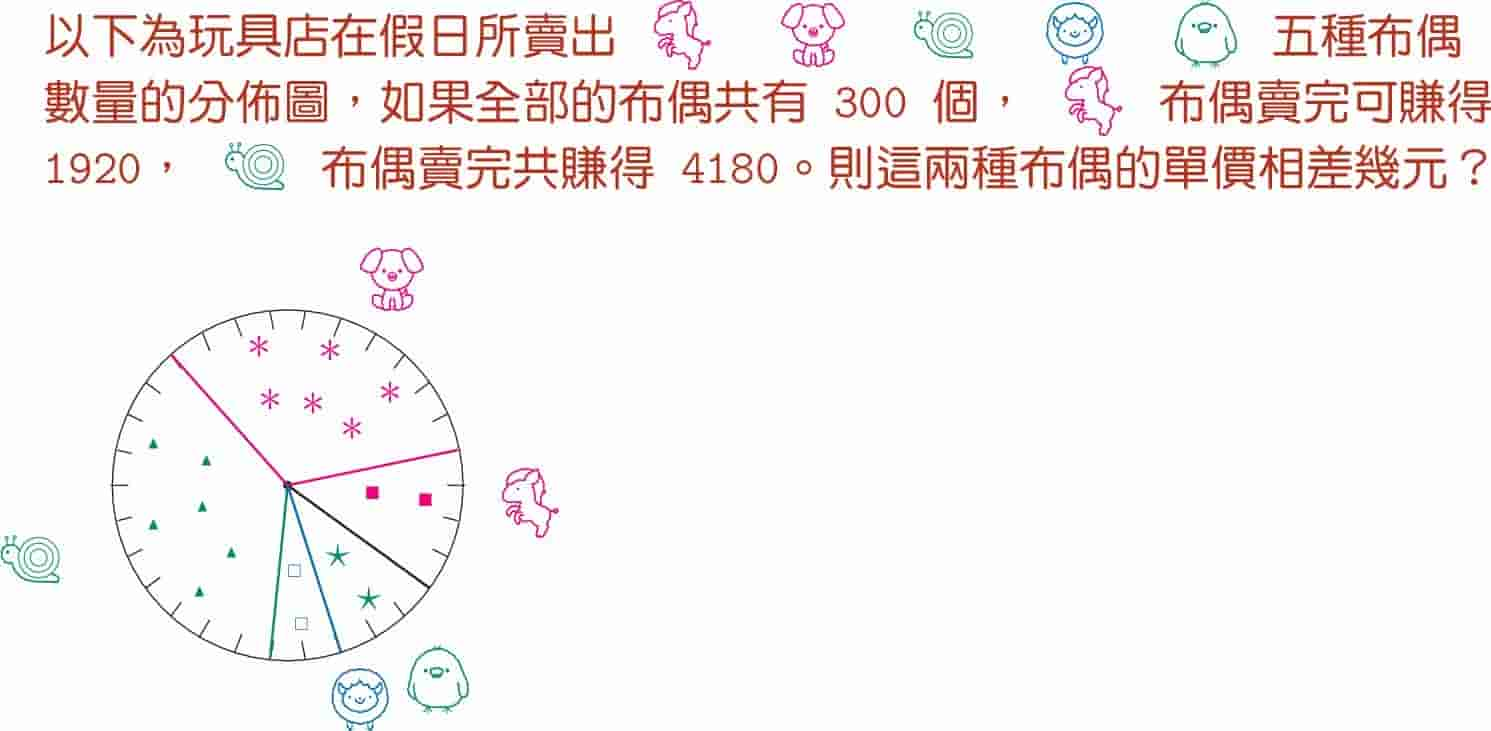 以下為玩具店在假日所賣出 五種布偶
數量的分佈圖，如果全部的布偶共有 300 個， 布偶賣完可賺得
1920， 布偶賣完共賺得 4180。則這兩種布偶的單價相差幾元？